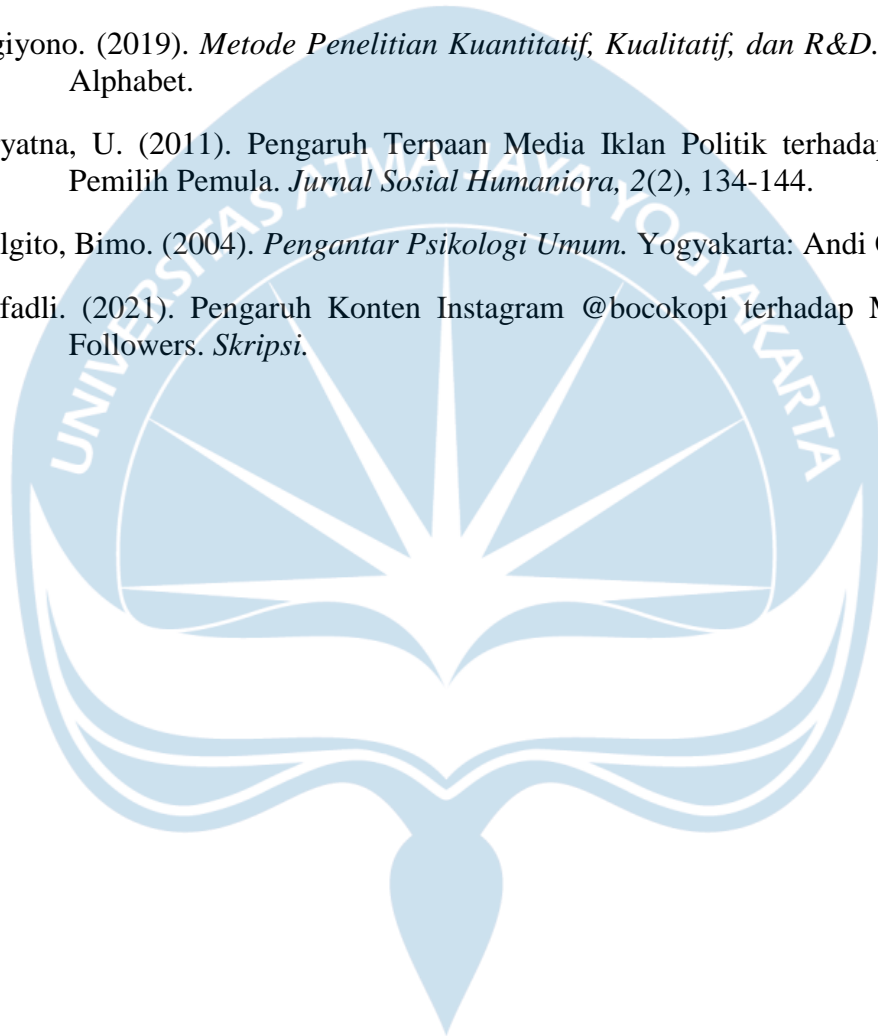 giyono. (2019). Metode Penelitian Kuantitatif, Kualitatif, dan R&D.
Alphabet.
yatna, U. (2011). Pengaruh Terpaan Media Iklan Politik terhadap
Pemilih Pemula. Jurnal Sosial Humaniora, 2(2), 134-144.
lgito, Bimo. (2004). Pengantar Psikologi Umum. Yogyakarta: Andi
fadli. (2021). Pengaruh Konten Instagram @bocokopi terhadap
Followers. Skripsi.
UNIVERSITAS ATMA JAYA YOGYAKARTA